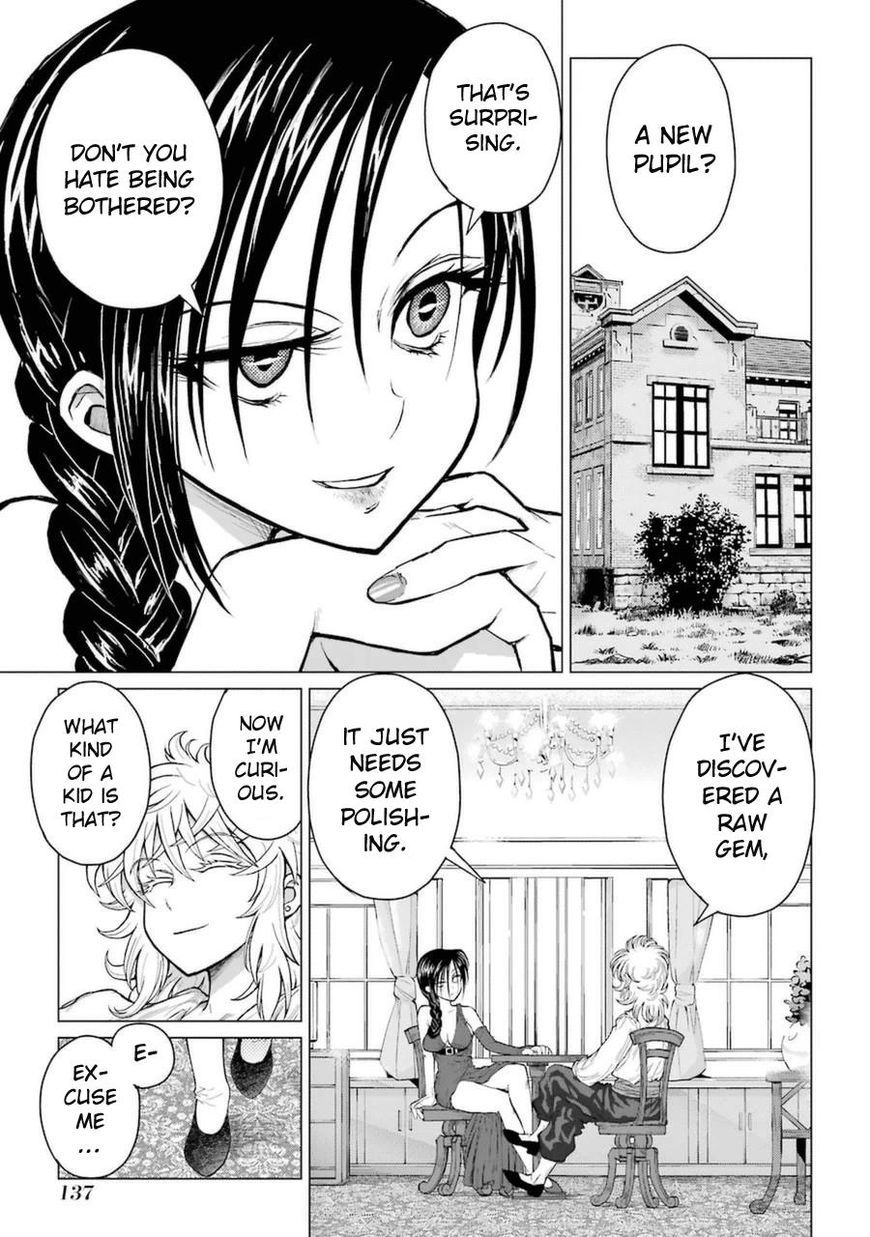 A NEW
PUPIL?
THAT'S
SURPRI-
SING.
DON'T YOU
HATE BEING
BOTHERED?
I'VE
DISCOV-
ERED A
RAW
GEM,
IT JUST
NEEDS
SOME
POLISH-
ING.
NOW
I'M
CURI-
OUS.
WHAT
KIND
OF A
KID IS
THAT?
E-
EX-
CUSE
ME
...
137